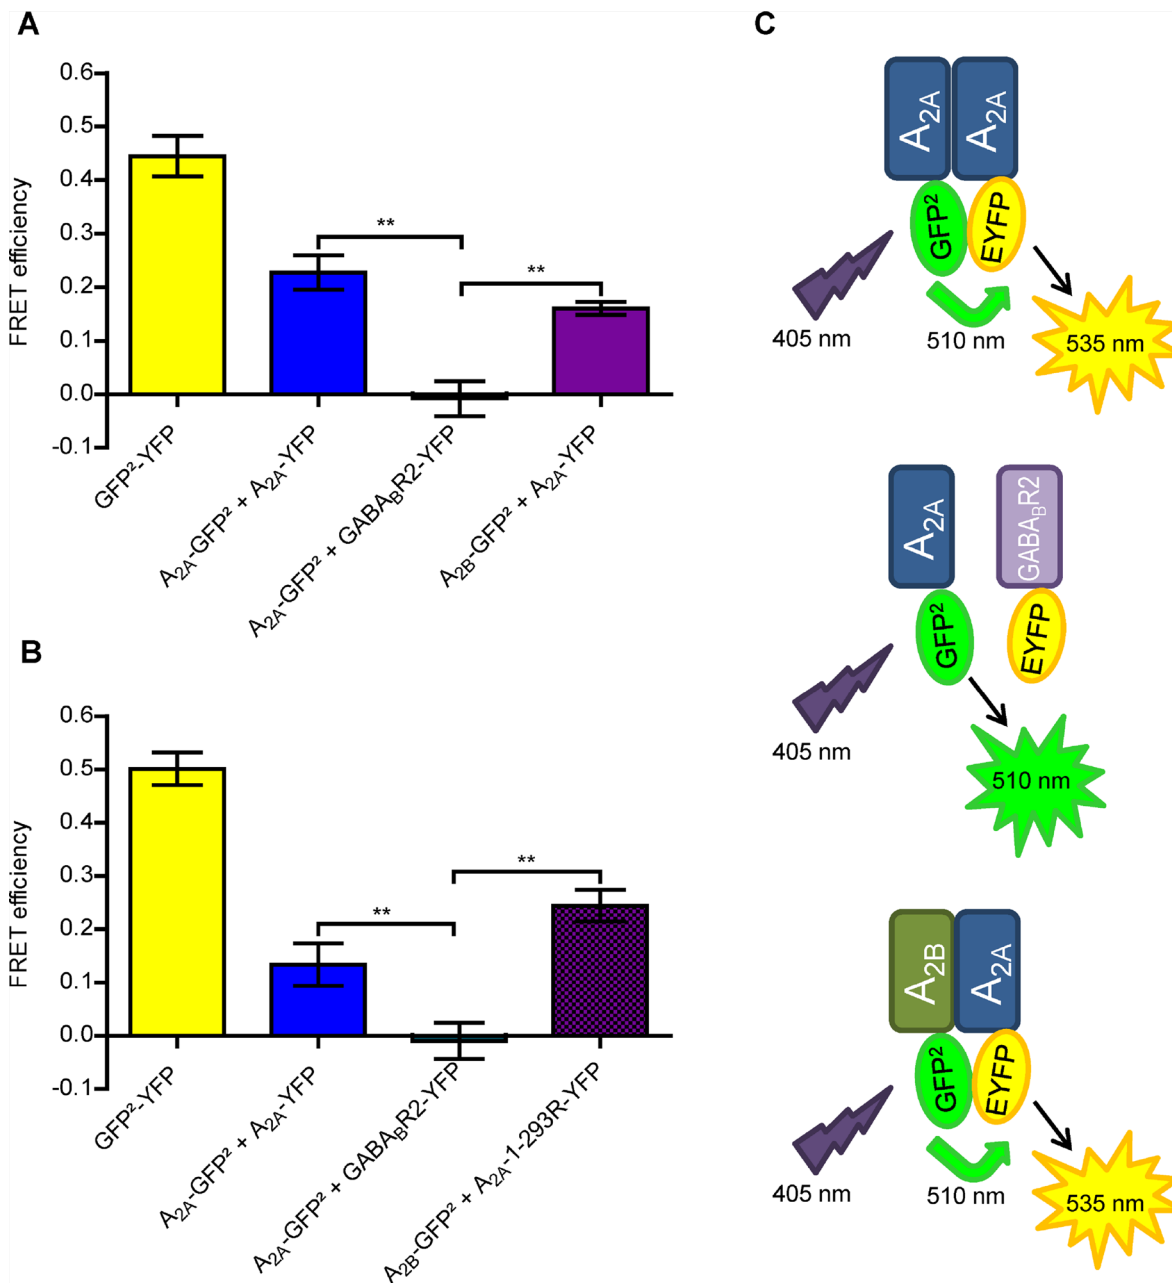 A
FRET efficiency
0.6
0.5
0.4
0.3
0.2
0.1
0.0
-0.1
**
**
GFP²-YFP
A₂A-GFP² + A₂A-YFP
A₂A-GFP² + GABABR2-YFP
A₂B-GFP² + A₂A-YFP
B
FRET efficiency
0.6
0.5
0.4
0.3
0.2
0.1
0.0
-0.1
**
**
GFP²-YFP
A₂A-GFP² + A₂A-YFP
A₂A-GFP² + GABABR2-YFP
A₂B-GFP² + A₂A-1-293R-YFP
C
A₂A
A₂A
GFP²
EYFP
405 nm
510 nm
535 nm
A₂A
GABABR2
GFP²
EYFP
405 nm
510 nm
A₂B
A₂A
GFP²
EYFP
405 nm
510 nm
535 nm